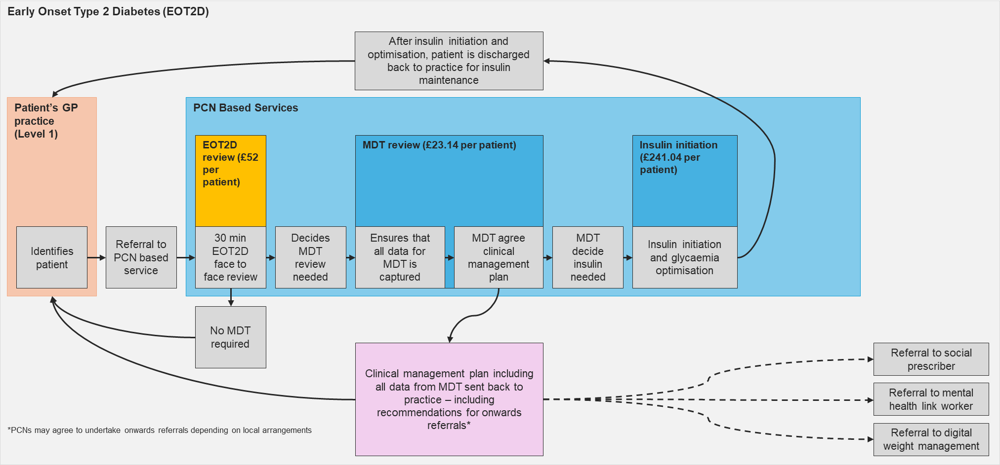 Early Onset Type 2 Diabetes (EOT2D)
After insulin initiation and
optimisation, patient is discharged
back to practice for insulin
maintenance
Patient's GP
practice
(Level 1)
PCN Based Services
EOT2D
review (£52
per
patient)
MDT review (£23.14 per patient)
Insulin initiation
(£241.04 per
patient)
Identifies
patient
Referral to
PCN based
service
30 min
EOT2D
face to
face review
Decides
MDT
review
needed
Ensures that
all data for
MDT is
captured
MDT agree
clinical
management
plan
MDT
decide
insulin
needed
Insulin initiation
and glycaemia
optimisation
No MDT
required
Clinical management plan including
all data from MDT sent back to
practice – including
recommendations for onwards
referrals*
Referral to social
prescriber
Referral to mental
health link worker
Referral to digital
weight management
*PCNs may agree to undertake onwards referrals depending on local arrangements